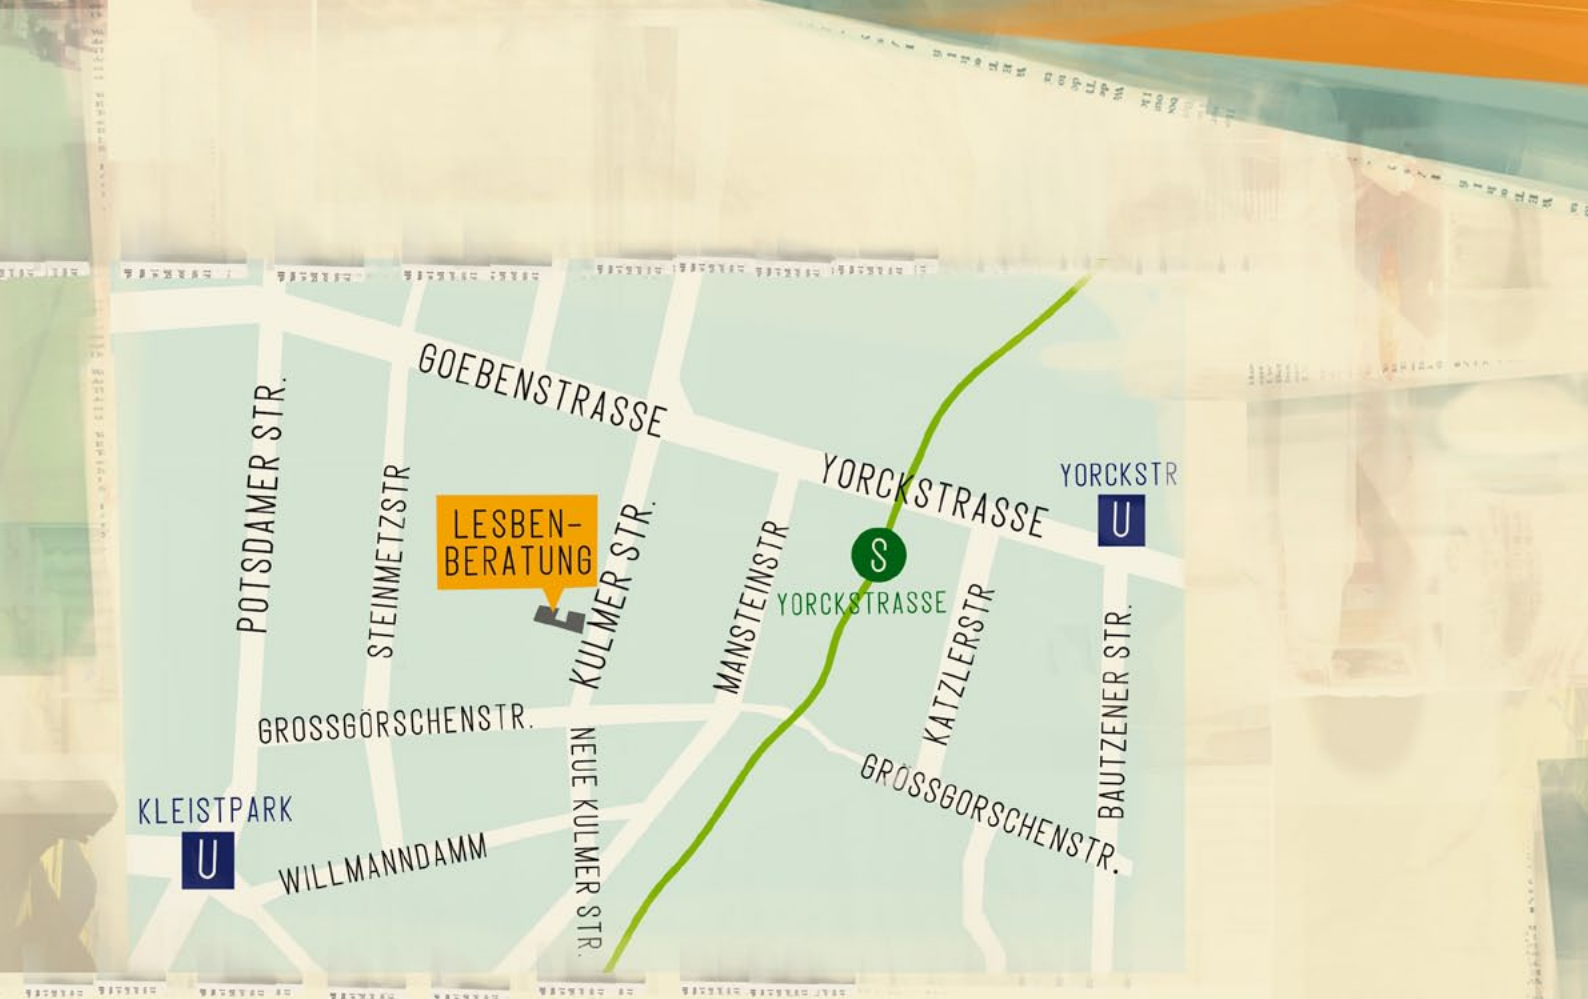 GOEBENSTRASSE
YORCKSTRASSE
YORCKSTR
U
POTSDAMER STR.
STEINMETZSTR
LESBEN-
BERATUNG
KULMER STR.
MANSTEINSTR
S
YORCKSTRASSE
KATZLERSTR
BAUTZENER STR.
GROSSGÖRSCHENSTR.
NEUE KULMER STR.
GRÖSSGORSCHENSTR.
KLEISTPARK
U
WILLMANNDAMM